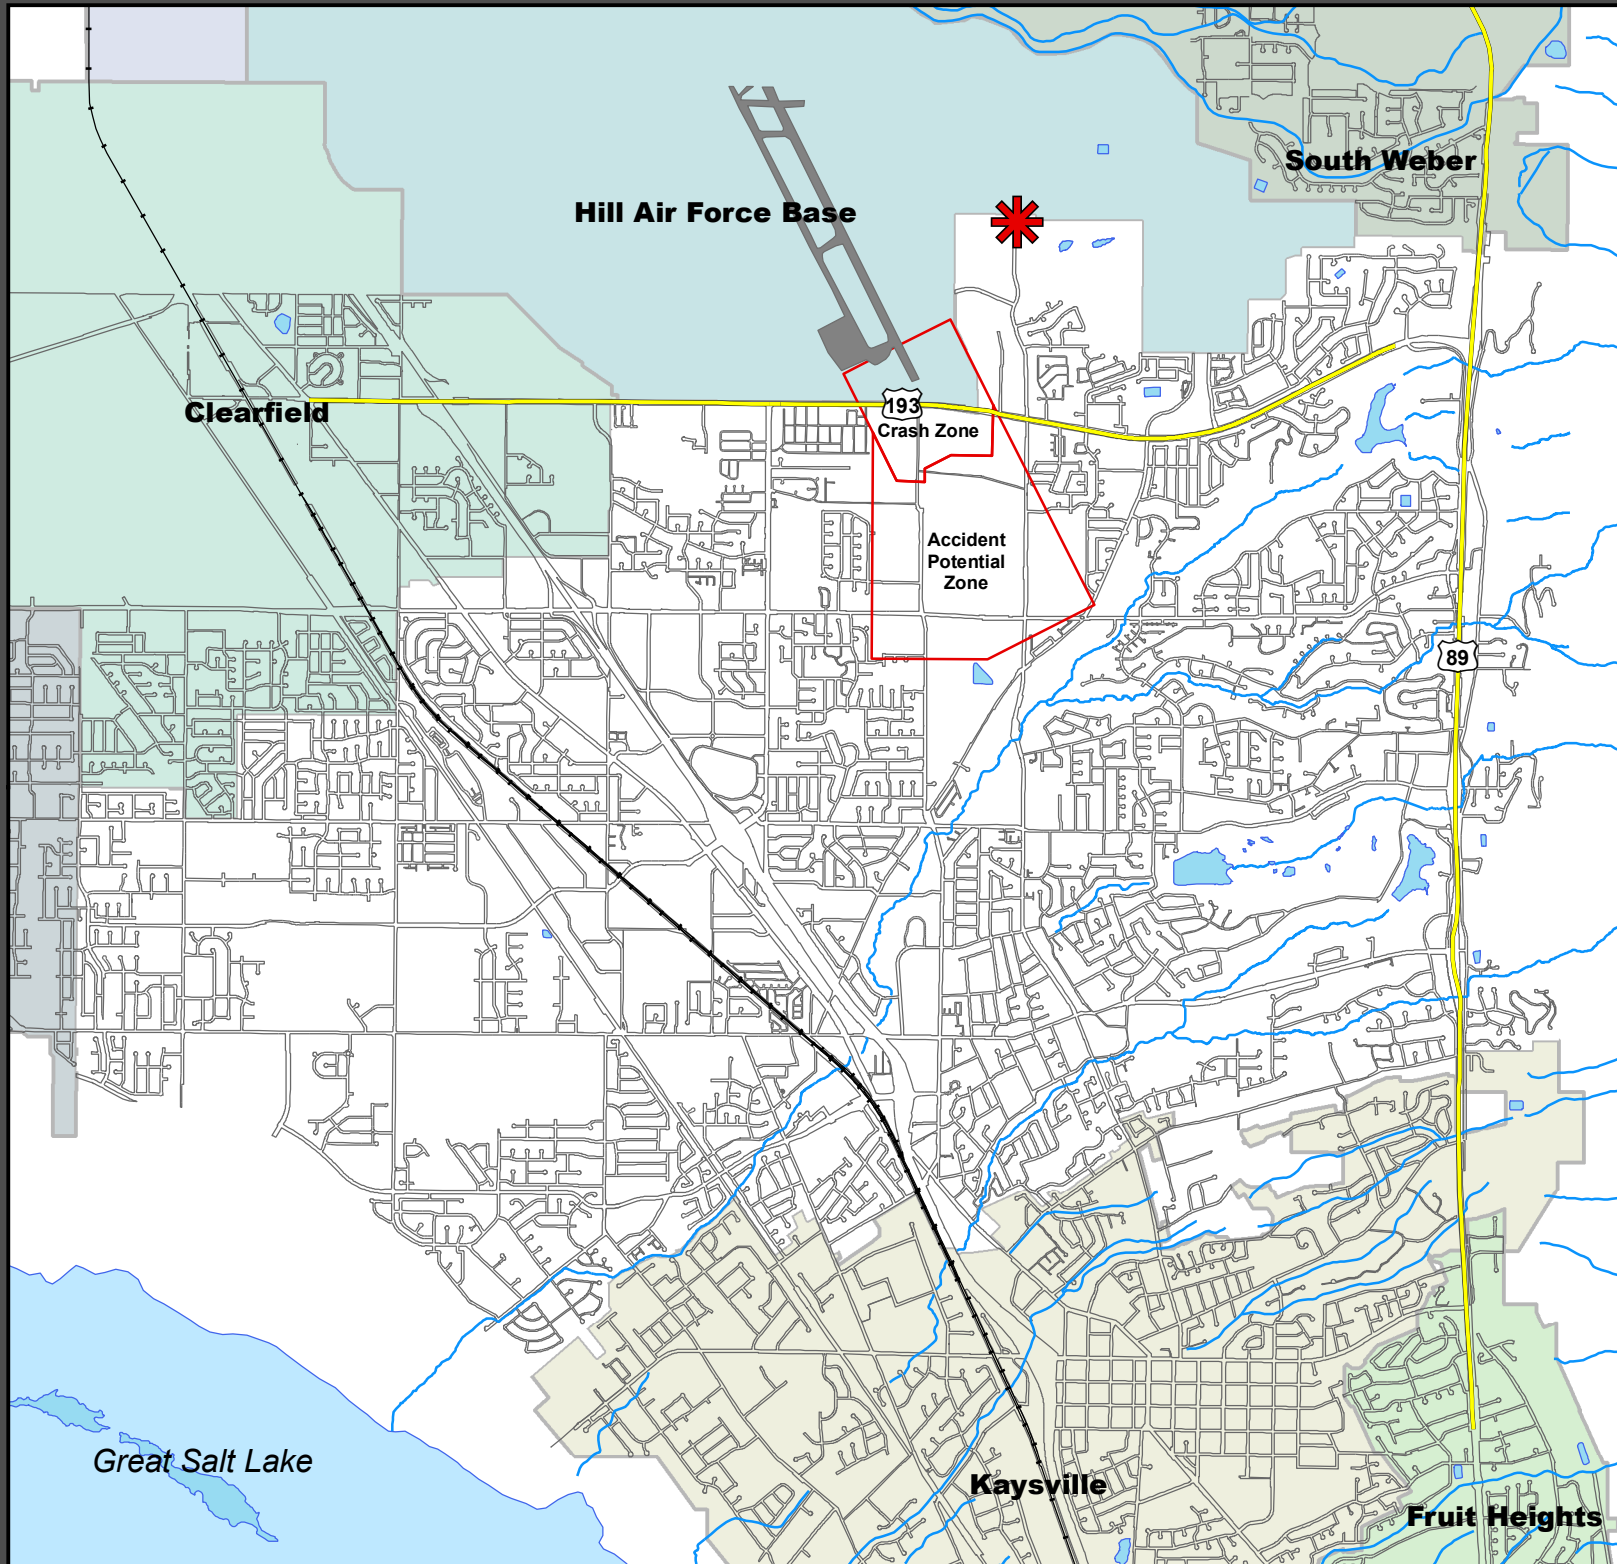 South Weber
Hill Air Force Base
193
Clearfield
Crash Zone
Accident
Potential
Zone
89
Great Salt Lake
Kaysville
Fruit Heights